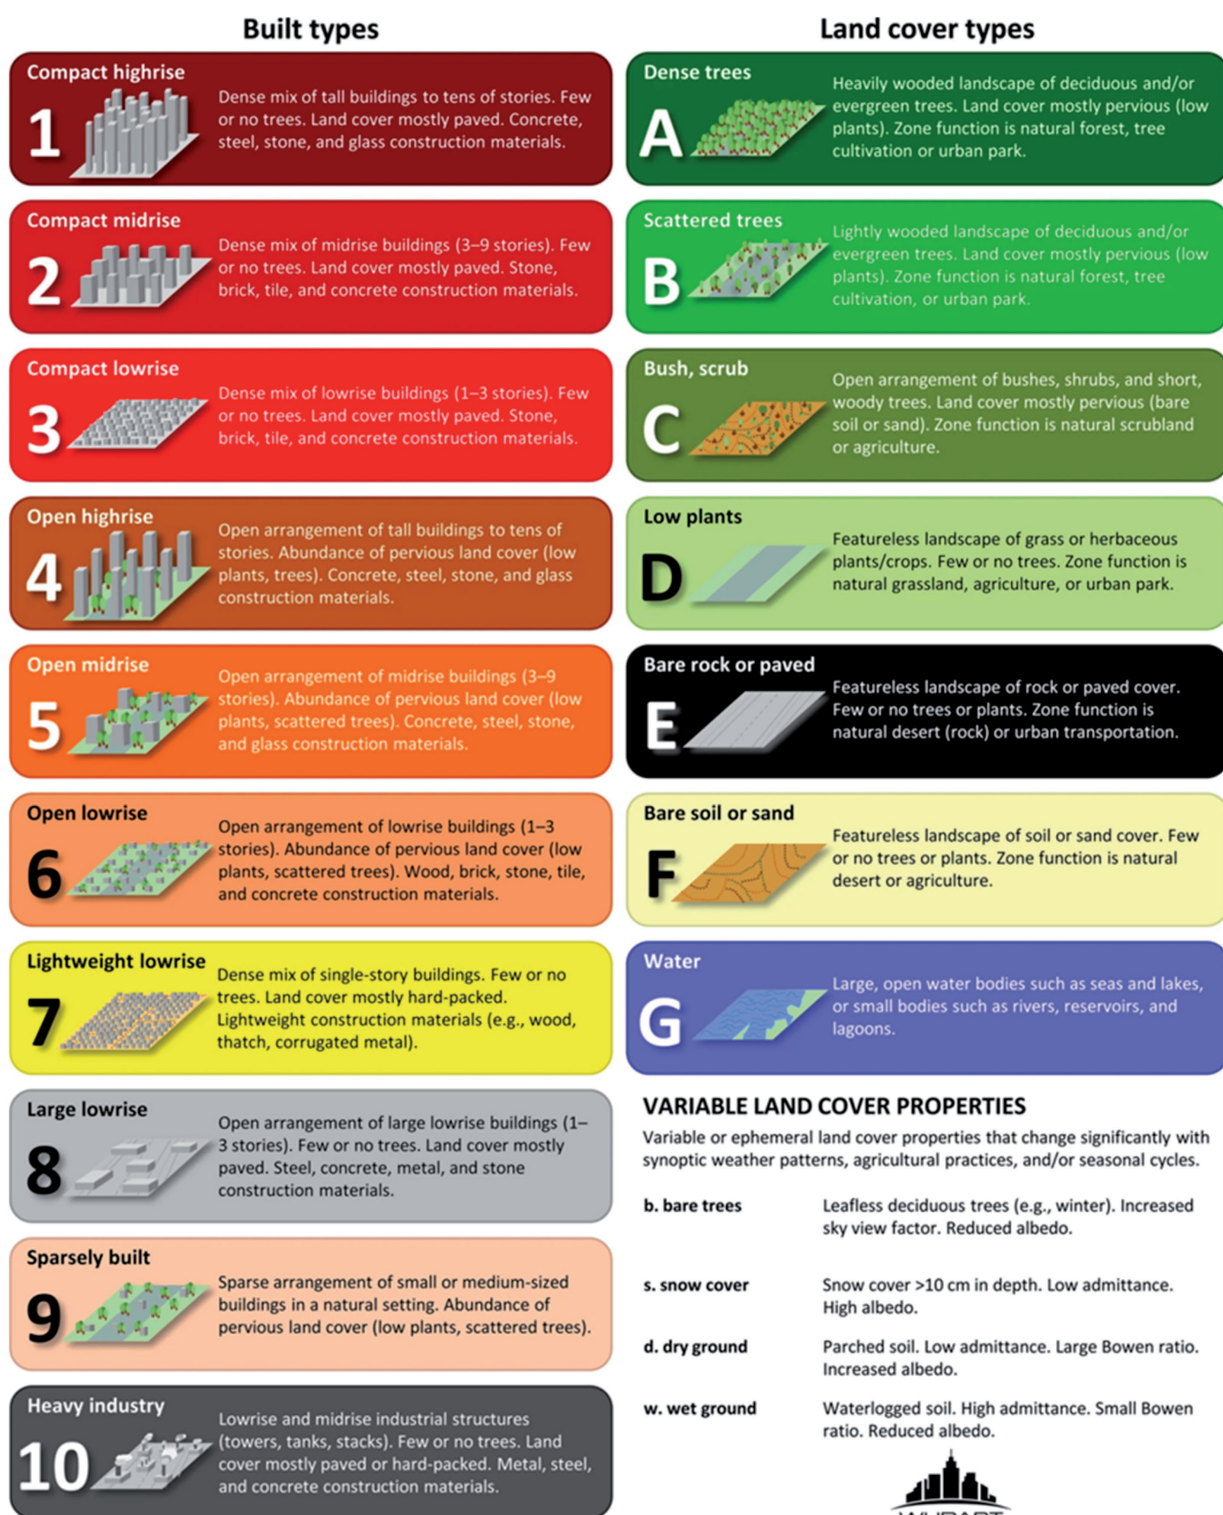 Built types
Compact highrise
1
Dense mix of tall buildings to tens of stories. Few
or no trees. Land cover mostly paved. Concrete,
steel, stone, and glass construction materials.
Compact midrise
2
Dense mix of midrise buildings (3–9 stories). Few
or no trees. Land cover mostly paved. Stone,
brick, tile, and concrete construction materials.
Compact lowrise
3
Dense mix of lowrise buildings (1–3 stories). Few
or no trees. Land cover mostly paved. Stone,
brick, tile, and concrete construction materials.
Open highrise
4
Open arrangement of tall buildings to tens of
stories. Abundance of pervious land cover (low
plants, trees). Concrete, steel, stone, and glass
construction materials.
Open midrise
5
Open arrangement of midrise buildings (3–9
stories). Abundance of pervious land cover (low
plants, scattered trees). Concrete, steel, stone,
and glass construction materials.
Open lowrise
6
Open arrangement of lowrise buildings (1–3
stories). Abundance of pervious land cover (low
plants, scattered trees). Wood, brick, stone, tile,
and concrete construction materials.
Lightweight lowrise
7
Dense mix of single-story buildings. Few or no
trees. Land cover mostly hard-packed.
Lightweight construction materials (e.g., wood,
thatch, corrugated metal).
Large lowrise
8
Open arrangement of large lowrise buildings (1–
3 stories). Few or no trees. Land cover mostly
paved. Steel, concrete, metal, and stone
construction materials.
Sparsely built
9
Sparse arrangement of small or medium-sized
buildings in a natural setting. Abundance of
pervious land cover (low plants, scattered trees).
Heavy industry
10
Lowrise and midrise industrial structures
(towers, tanks, stacks). Few or no trees. Land
cover mostly paved or hard-packed. Metal, steel,
and concrete construction materials.
Land cover types
Dense trees
A
Heavily wooded landscape of deciduous and/or
evergreen trees. Land cover mostly pervious (low
plants). Zone function is natural forest, tree
cultivation or urban park.
Scattered trees
B
Lightly wooded landscape of deciduous and/or
evergreen trees. Land cover mostly pervious (low
plants). Zone function is natural forest, tree
cultivation, or urban park.
Bush, scrub
C
Open arrangement of bushes, shrubs, and short,
woody trees. Land cover mostly pervious (bare
soil or sand). Zone function is natural scrubland
or agriculture.
Low plants
D
Featureless landscape of grass or herbaceous
plants/crops. Few or no trees. Zone function is
natural grassland, agriculture, or urban park.
Bare rock or paved
E
Featureless landscape of rock or paved cover.
Few or no trees or plants. Zone function is
natural desert (rock) or urban transportation.
Bare soil or sand
F
Featureless landscape of soil or sand cover. Few
or no trees or plants. Zone function is natural
desert or agriculture.
Water
G
Large, open water bodies such as seas and lakes,
or small bodies such as rivers, reservoirs, and
lagoons.
VARIABLE LAND COVER PROPERTIES
Variable or ephemeral land cover properties that change significantly with
synoptic weather patterns, agricultural practices, and/or seasonal cycles.
b. bare trees
Leafless deciduous trees (e.g., winter). Increased
sky view factor. Reduced albedo.
s. snow cover
Snow cover >10 cm in depth. Low admittance.
High albedo.
d. dry ground
Parched soil. Low admittance. Large Bowen ratio.
Increased albedo.
w. wet ground
Waterlogged soil. High admittance. Small Bowen
ratio. Reduced albedo.